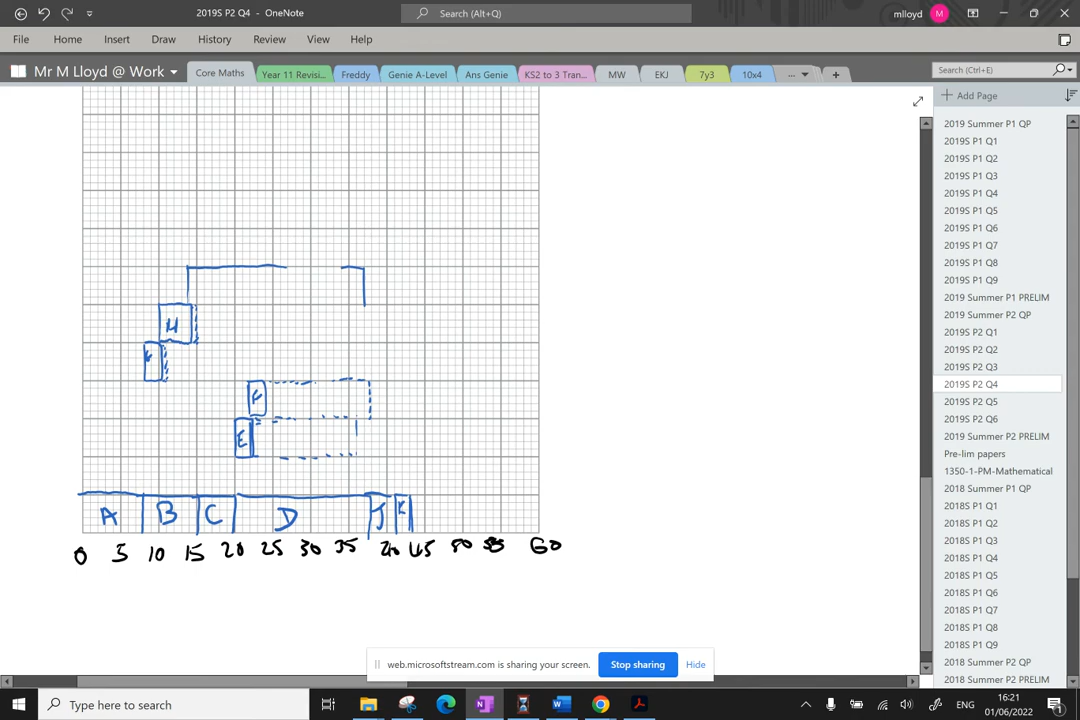 2019S P2 Q4 - OneNote
Search (Alt+Q)
mlloyd
M
File Home Insert Draw History Review View Help
Mr M Lloyd @ Work
Core Maths
Year 11 Revisi...
Freddy
Genie A-Level
Ans Genie
KS2 to 3 Tran...
MW
EKJ
7y3
10x4
...
Search (Ctrl+E)
Add Page
2019 Summer P1 QP
2019S P1 Q1
2019S P1 Q2
2019S P1 Q3
2019S P1 Q4
2019S P1 Q5
2019S P1 Q6
2019S P1 Q7
2019S P1 Q8
2019S P1 Q9
2019 Summer P1 PRELIM
2019 Summer P2 QP
2019S P2 Q1
2019S P2 Q2
2019S P2 Q3
2019S P2 Q4
2019S P2 Q5
2019S P2 Q6
2019 Summer P2 PRELIM
Pre-lim papers
1350-1-PM-Mathematical
2018 Summer P1 QP
2018S P1 Q1
2018S P1 Q2
2018S P1 Q3
2018S P1 Q4
2018S P1 Q5
2018S P1 Q6
2018S P1 Q7
2018S P1 Q8
2018S P1 Q9
2018 Summer P2 QP
2018 Summer P2 PRELIM
H
F
E
A B C D J K
0 5 10 15 20 25 30 35 40 45 50 55 60
web.microsoftstream.com is sharing your screen.
Stop sharing
Hide
Type here to search
ENG
16:21
01/06/2022